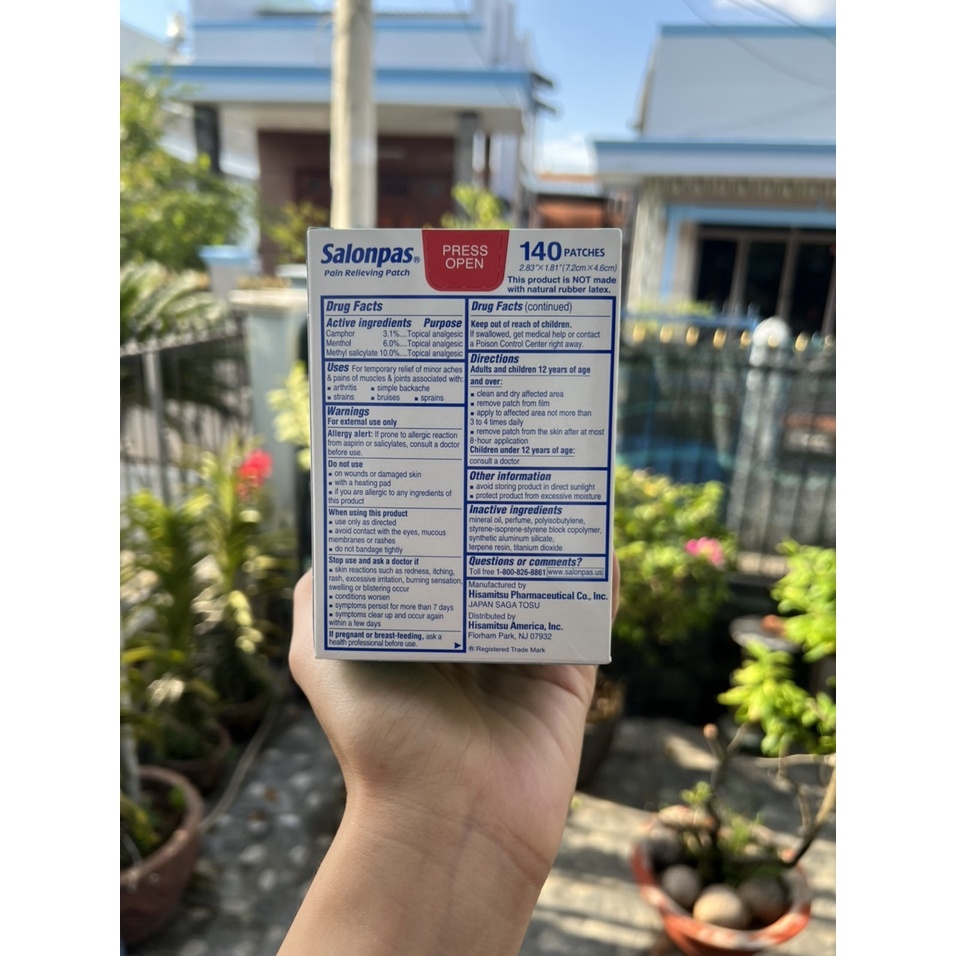 Salonpas®
Pain Relieving Patch
PRESS
OPEN
140 PATCHES
2.83"×1.81"(7.2cm×4.6cm)
This product is NOT made
with natural rubber latex.
Drug Facts
Active ingredients Purpose
Camphor 3.1%....Topical analgesic
Menthol 6.0%....Topical analgesic
Methyl salicylate 10.0%....Topical analgesic
Uses For temporary relief of minor aches
& pains of muscles & joints associated with:
▪ arthritis ▪ simple backache
▪ strains ▪ bruises ▪ sprains
Warnings
For external use only
Allergy alert: If prone to allergic reaction
from aspirin or salicylates, consult a doctor
before use.
Do not use
▪ on wounds or damaged skin
▪ with a heating pad
▪ if you are allergic to any ingredients of
this product
When using this product
▪ use only as directed
▪ avoid contact with the eyes, mucous
membranes or rashes
▪ do not bandage tightly
Stop use and ask a doctor if
▪ skin reactions such as redness, itching,
rash, excessive irritation, burning sensation,
swelling or blistering occur
▪ conditions worsen
▪ symptoms persist for more than 7 days
▪ symptoms clear up and occur again
within a few days
If pregnant or breast-feeding, ask a
health professional before use.
Drug Facts (continued)
Keep out of reach of children.
If swallowed, get medical help or contact
a Poison Control Center right away.
Directions
Adults and children 12 years of age
and over:
▪ clean and dry affected area
▪ remove patch from film
▪ apply to affected area not more than
3 to 4 times daily
▪ remove patch from the skin after at most
8-hour application
Children under 12 years of age:
consult a doctor
Other information
▪ avoid storing product in direct sunlight
▪ protect product from excessive moisture
Inactive ingredients
mineral oil, perfume, polyisobutylene,
styrene-isoprene-styrene block copolymer,
synthetic aluminum silicate,
terpene resin, titanium dioxide
Questions or comments?
Toll free 1-800-826-8861 www.salonpas.us
Manufactured by
Hisamitsu Pharmaceutical Co., Inc.
JAPAN SAGA TOSU
Distributed by
Hisamitsu America, Inc.
Florham Park, NJ 07932
®: Registered Trade Mark